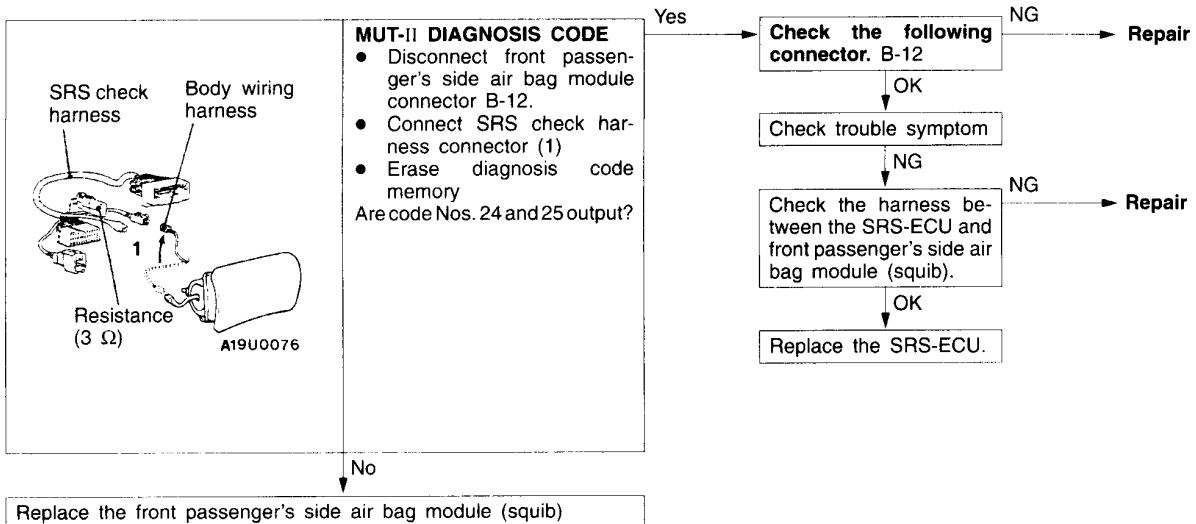 SRS check
harness
Body wiring
harness
1
Resistance
(3 Ω)
A19U0076
MUT-II DIAGNOSIS CODE
● Disconnect front passen-
ger's side air bag module
connector B-12.
● Connect SRS check har-
ness connector (1)
● Erase diagnosis code
memory
Are code Nos. 24 and 25 output?
Yes
Check the following
connector. B-12
NG
Repair
OK
Check trouble symptom
NG
Check the harness be-
tween the SRS-ECU and
front passenger's side air
bag module (squib).
NG
Repair
OK
Replace the SRS-ECU.
No
Replace the front passenger's side air bag module (squib)